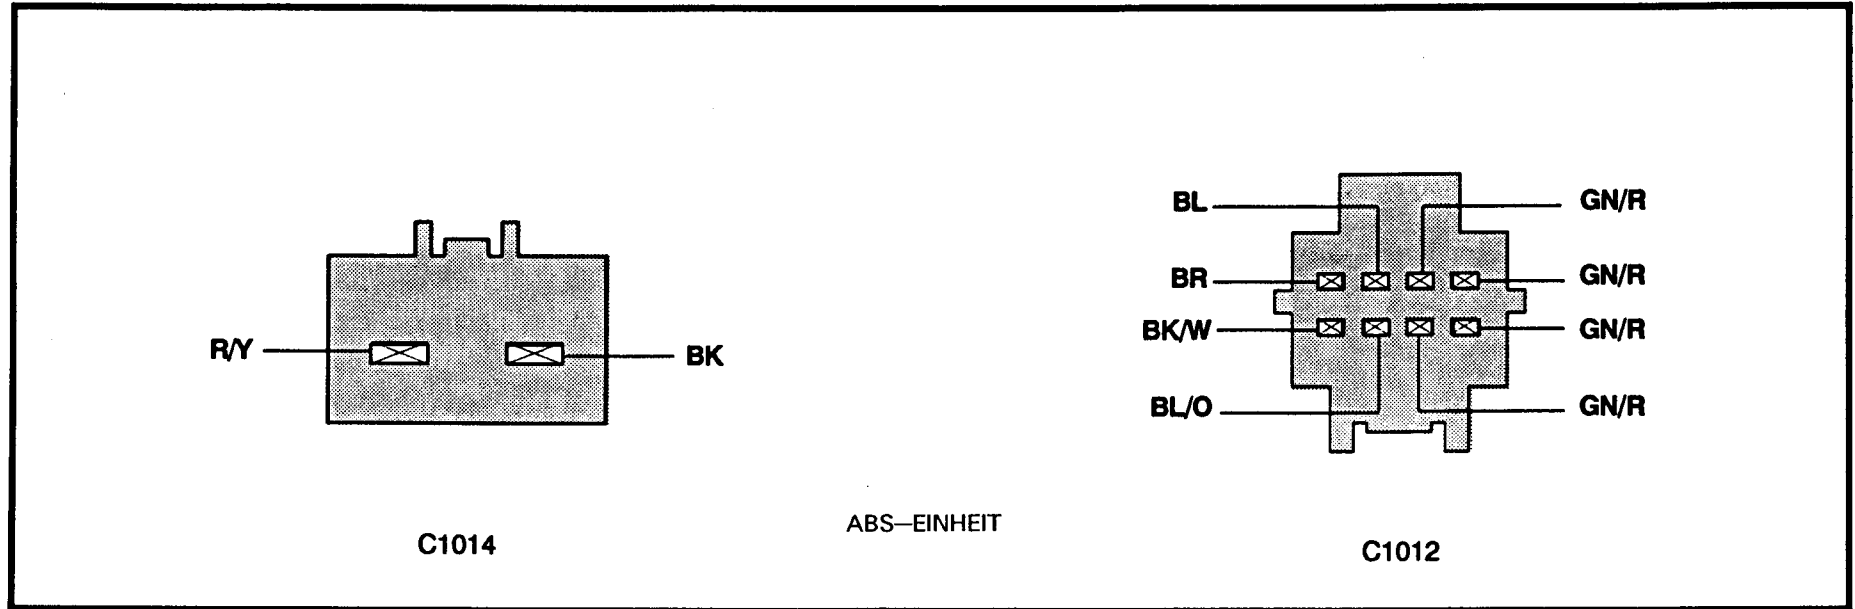 R/Y
BK
C1014
ABS–EINHEIT
BL
GN/R
BR
GN/R
BK/W
GN/R
BL/O
GN/R
C1012